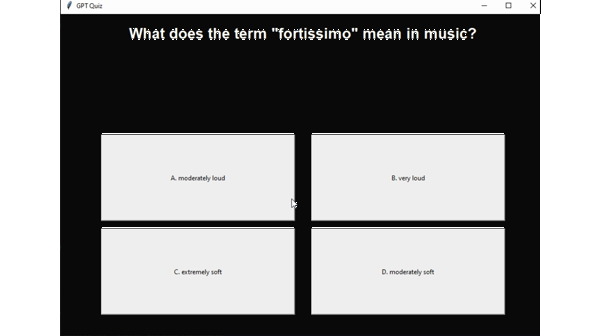 GPT Quiz
What does the term "fortissimo" mean in music?
A. moderately loud
B. very loud
C. extremely soft
D. moderately soft